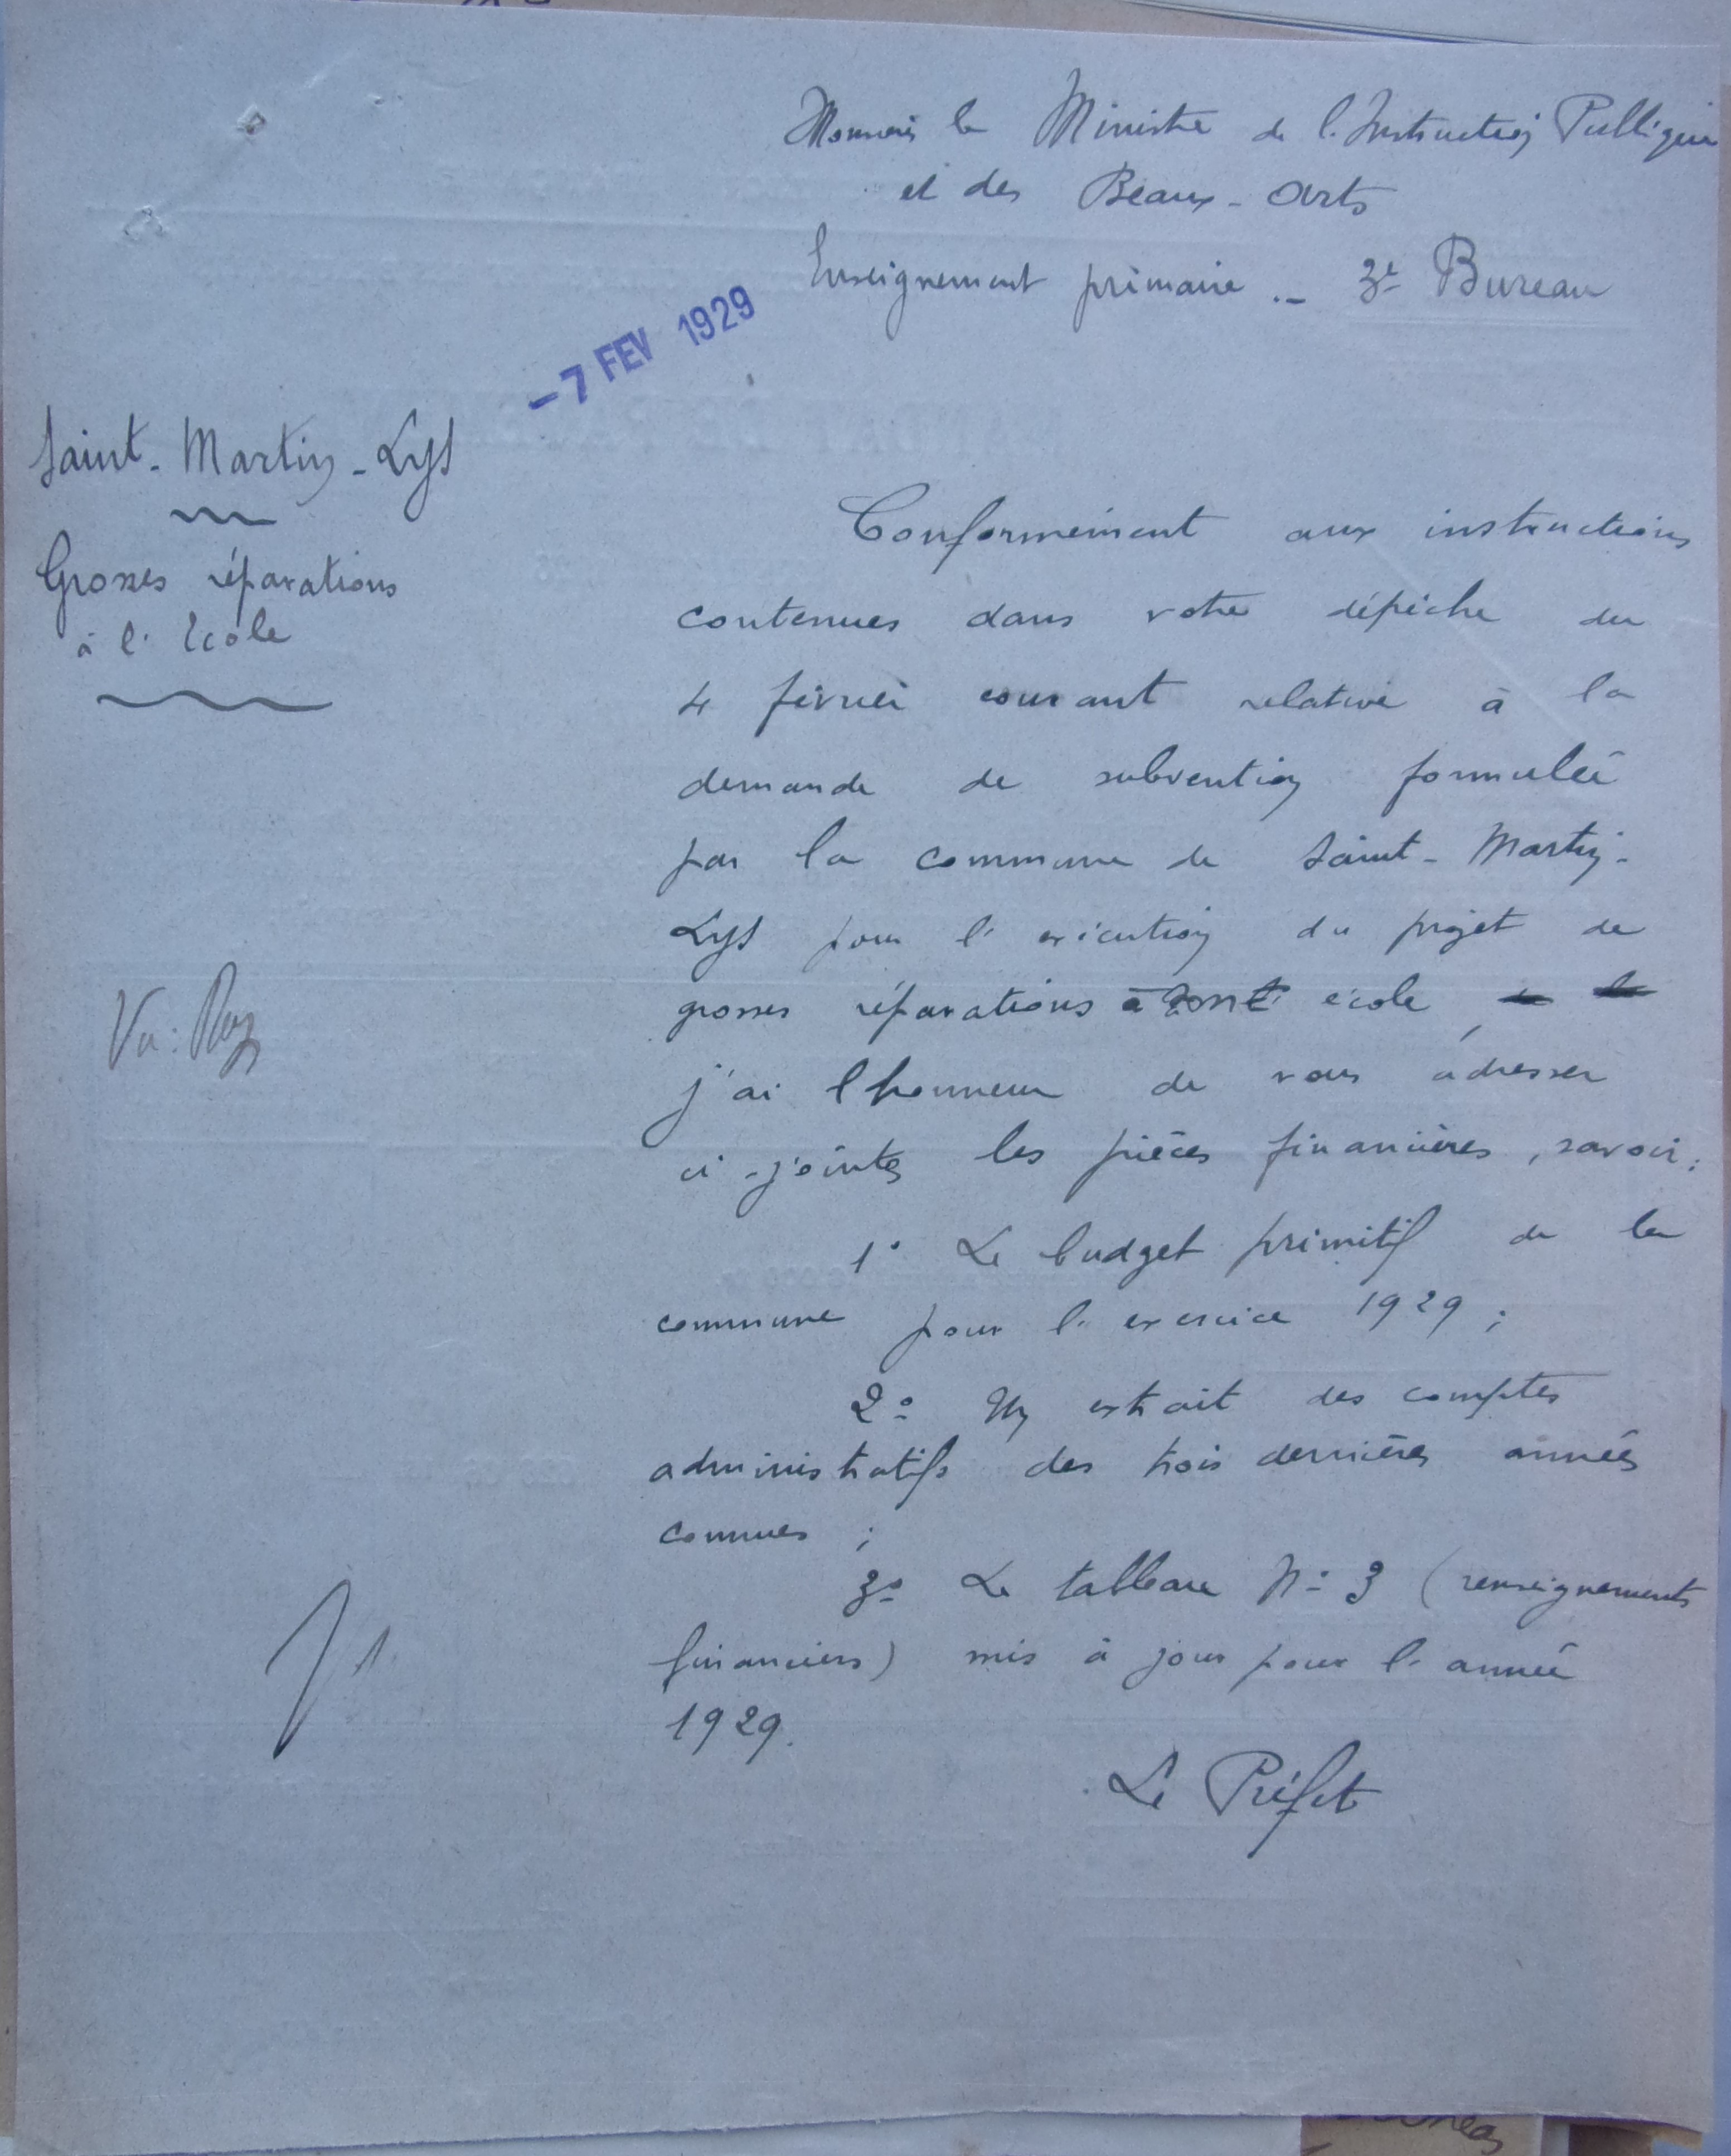 Monsieur le Ministre de l'Instruction Publique
et des Beaux-Arts
Enseignement primaire - 3e Bureau
-7 FEV 1929
Saint-Martin-Lys
Grosses réparations
à l'école
Conformément aux instructions
contenues dans votre dépêche du
4 février courant relative à la
demande de subvention formulée
par la commune de Saint-Martin-
Lys pour l'exécution du projet de
grosses réparations à école
j'ai l'honneur de vous adresser
ci-jointes les pièces financières, savoir :
1° Le budget primitif de la
commune pour l'exercice 1929 ;
2° Un extrait des comptes
administratifs des trois dernières années
connues ;
3° Le tableau N° 3 (renseignements
financiers) mis à jour pour l'année
1929.
Vu :
Le Préfet